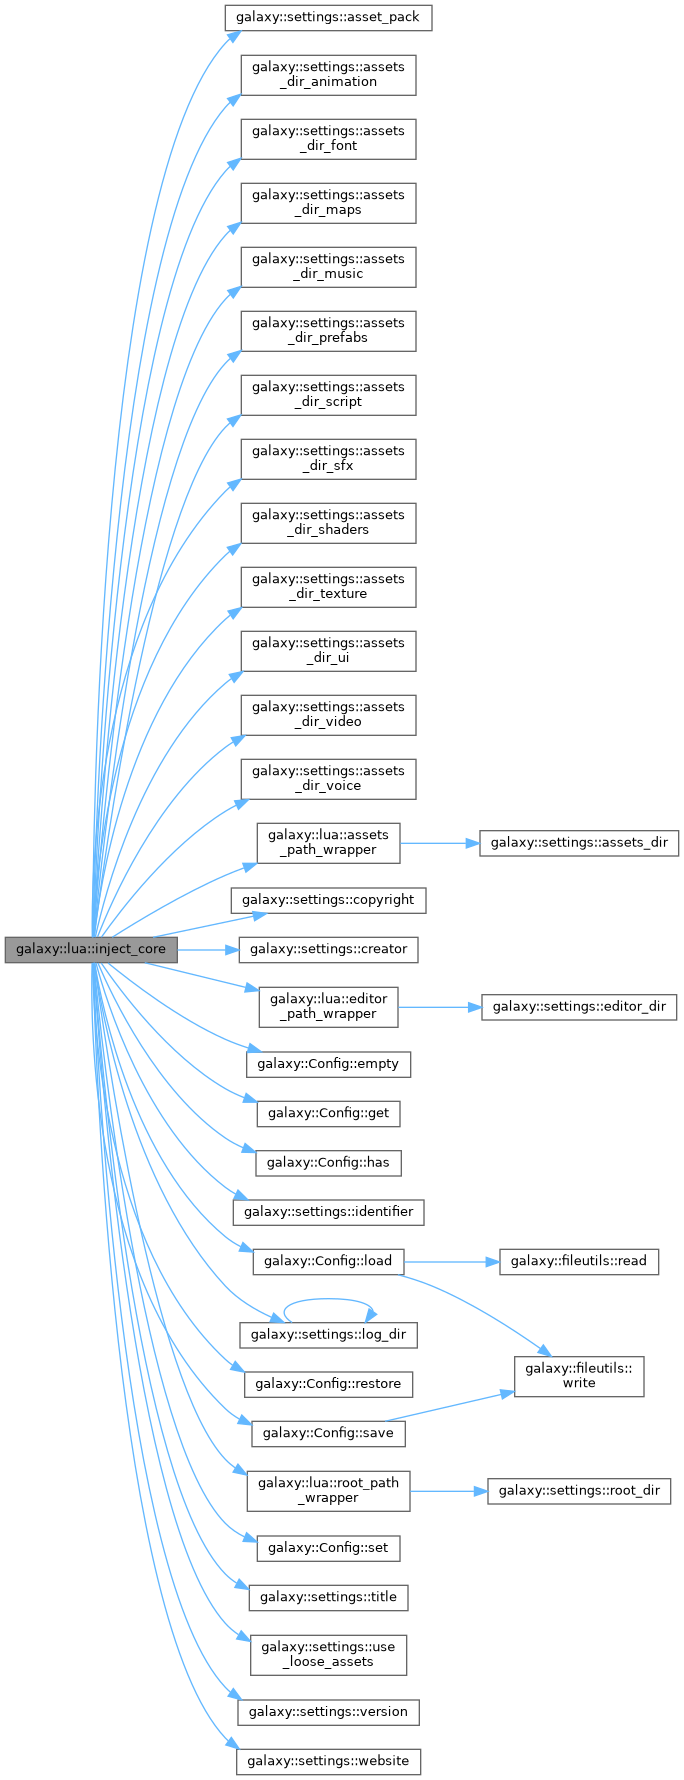 galaxy::settings::asset_pack
galaxy::settings::assets
_dir_animation
galaxy::settings::assets
_dir_font
galaxy::settings::assets
_dir_maps
galaxy::settings::assets
_dir_music
galaxy::settings::assets
_dir_prefabs
galaxy::settings::assets
_dir_script
galaxy::settings::assets
_dir_sfx
galaxy::settings::assets
_dir_shaders
galaxy::settings::assets
_dir_texture
galaxy::settings::assets
_dir_ui
galaxy::settings::assets
_dir_video
galaxy::settings::assets
_dir_voice
galaxy::lua::assets
_path_wrapper
galaxy::settings::assets_dir
galaxy::settings::copyright
galaxy::lua::inject_core
galaxy::settings::creator
galaxy::lua::editor
_path_wrapper
galaxy::settings::editor_dir
galaxy::Config::empty
galaxy::Config::get
galaxy::Config::has
galaxy::settings::identifier
galaxy::Config::load
galaxy::fileutils::read
galaxy::settings::log_dir
galaxy::fileutils::
write
galaxy::Config::restore
galaxy::Config::save
galaxy::lua::root_path
_wrapper
galaxy::settings::root_dir
galaxy::Config::set
galaxy::settings::title
galaxy::settings::use
_loose_assets
galaxy::settings::version
galaxy::settings::website